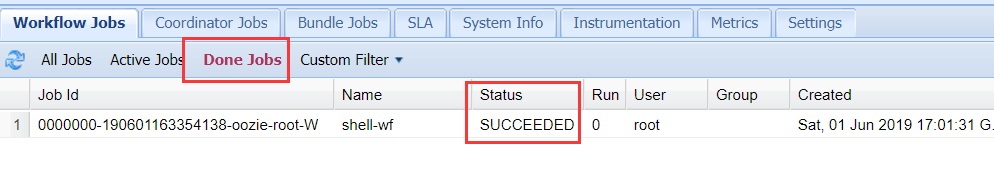 Workflow Jobs Coordinator Jobs Bundle Jobs SLA System Info Instrumentation Metrics Settings
All Jobs Active Jobs Done Jobs Custom Filter
Job Id Name Status Run User Group Created
1 0000000-190601163354138-oozie-root-W shell-wf SUCCEEDED 0 root Sat, 01 Jun 2019 17:01:31 G...